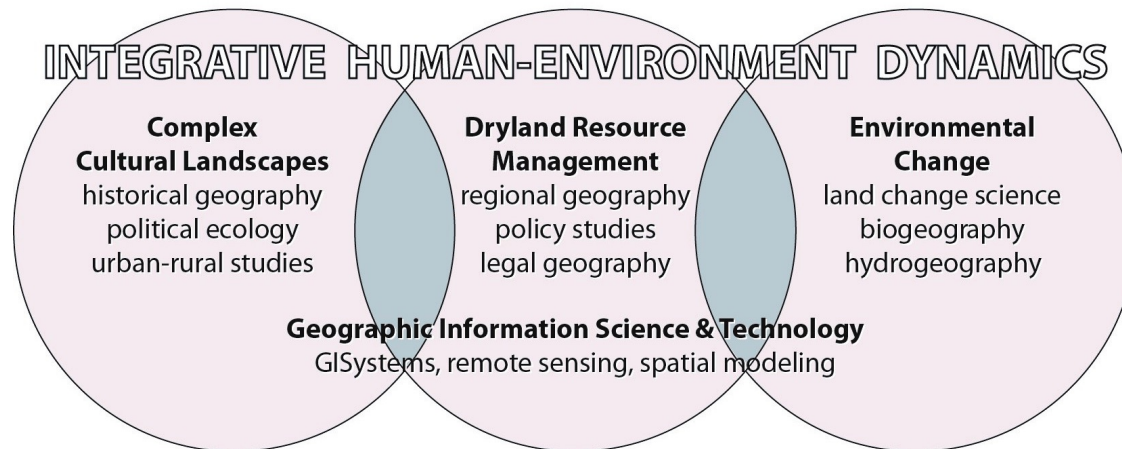 INTEGRATIVE HUMAN-ENVIRONMENT DYNAMICS
Complex
Cultural Landscapes
historical geography
political ecology
urban-rural studies
Dryland Resource
Management
regional geography
policy studies
legal geography
Environmental
Change
land change science
biogeography
hydrogeography
Geographic Information Science & Technology
GISystems, remote sensing, spatial modeling